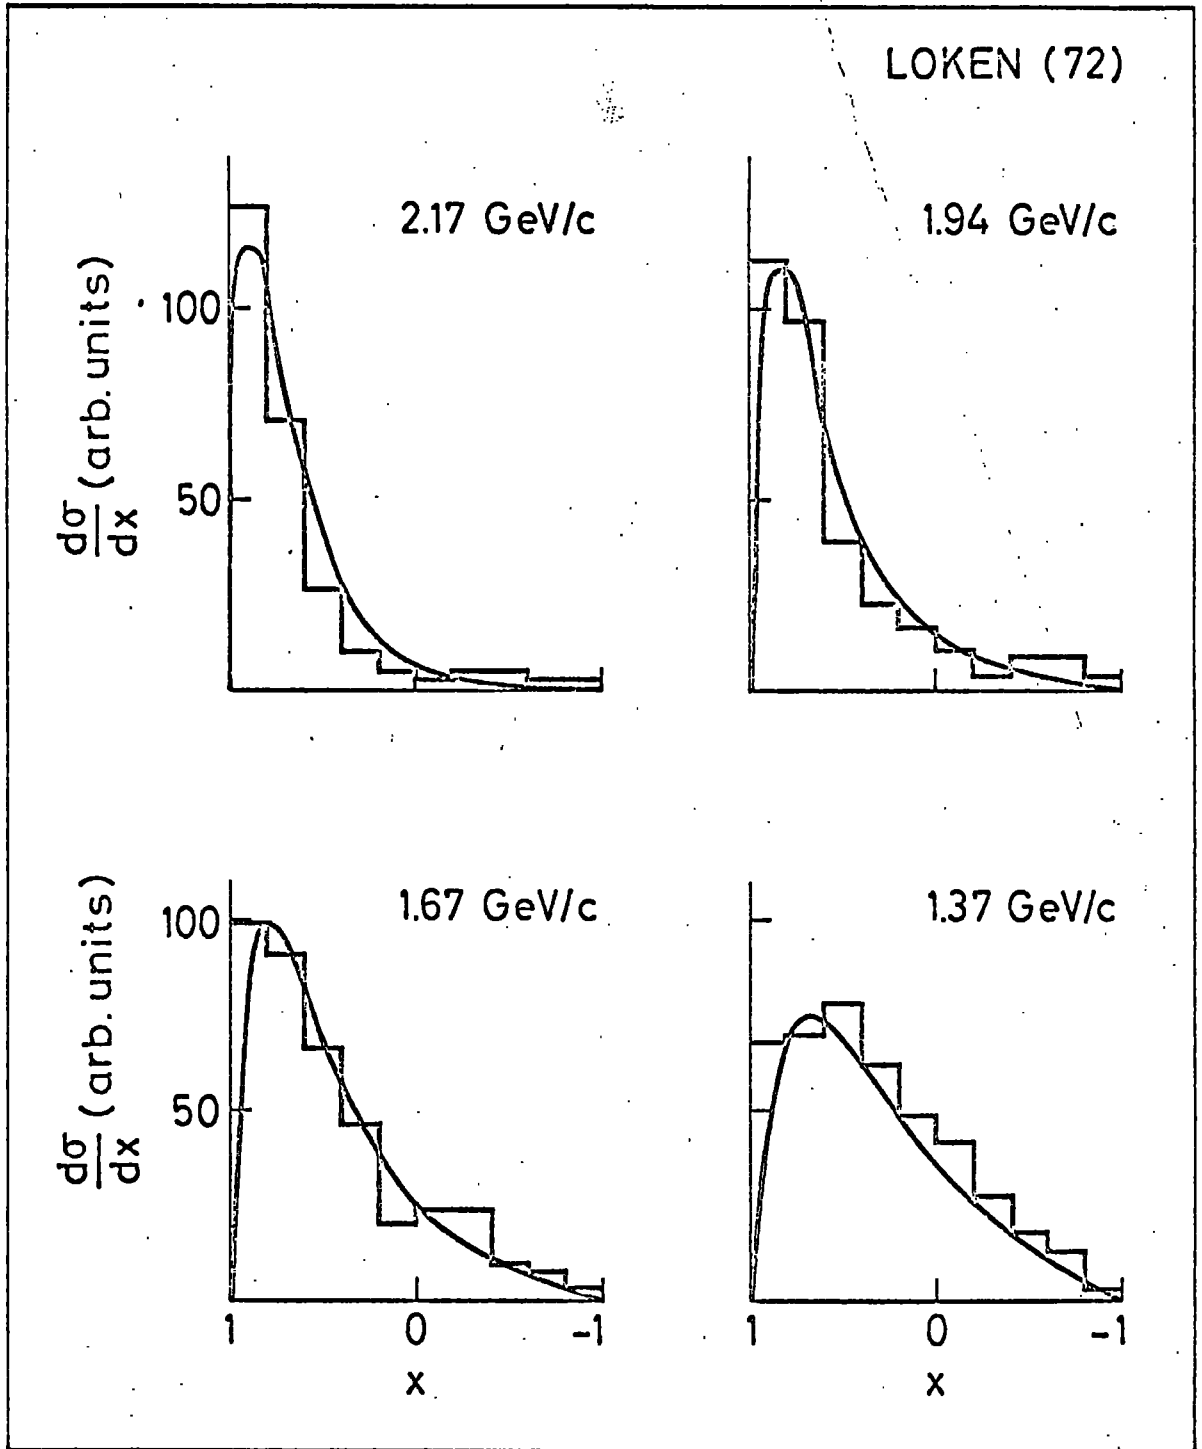 LOKEN (72)
2.17 GeV/c
1.94 GeV/c
dσ/dx (arb. units)
100
50
1.67 GeV/c
1.37 GeV/c
dσ/dx (arb. units)
100
50
1 0 -1
1 0 -1
x
x